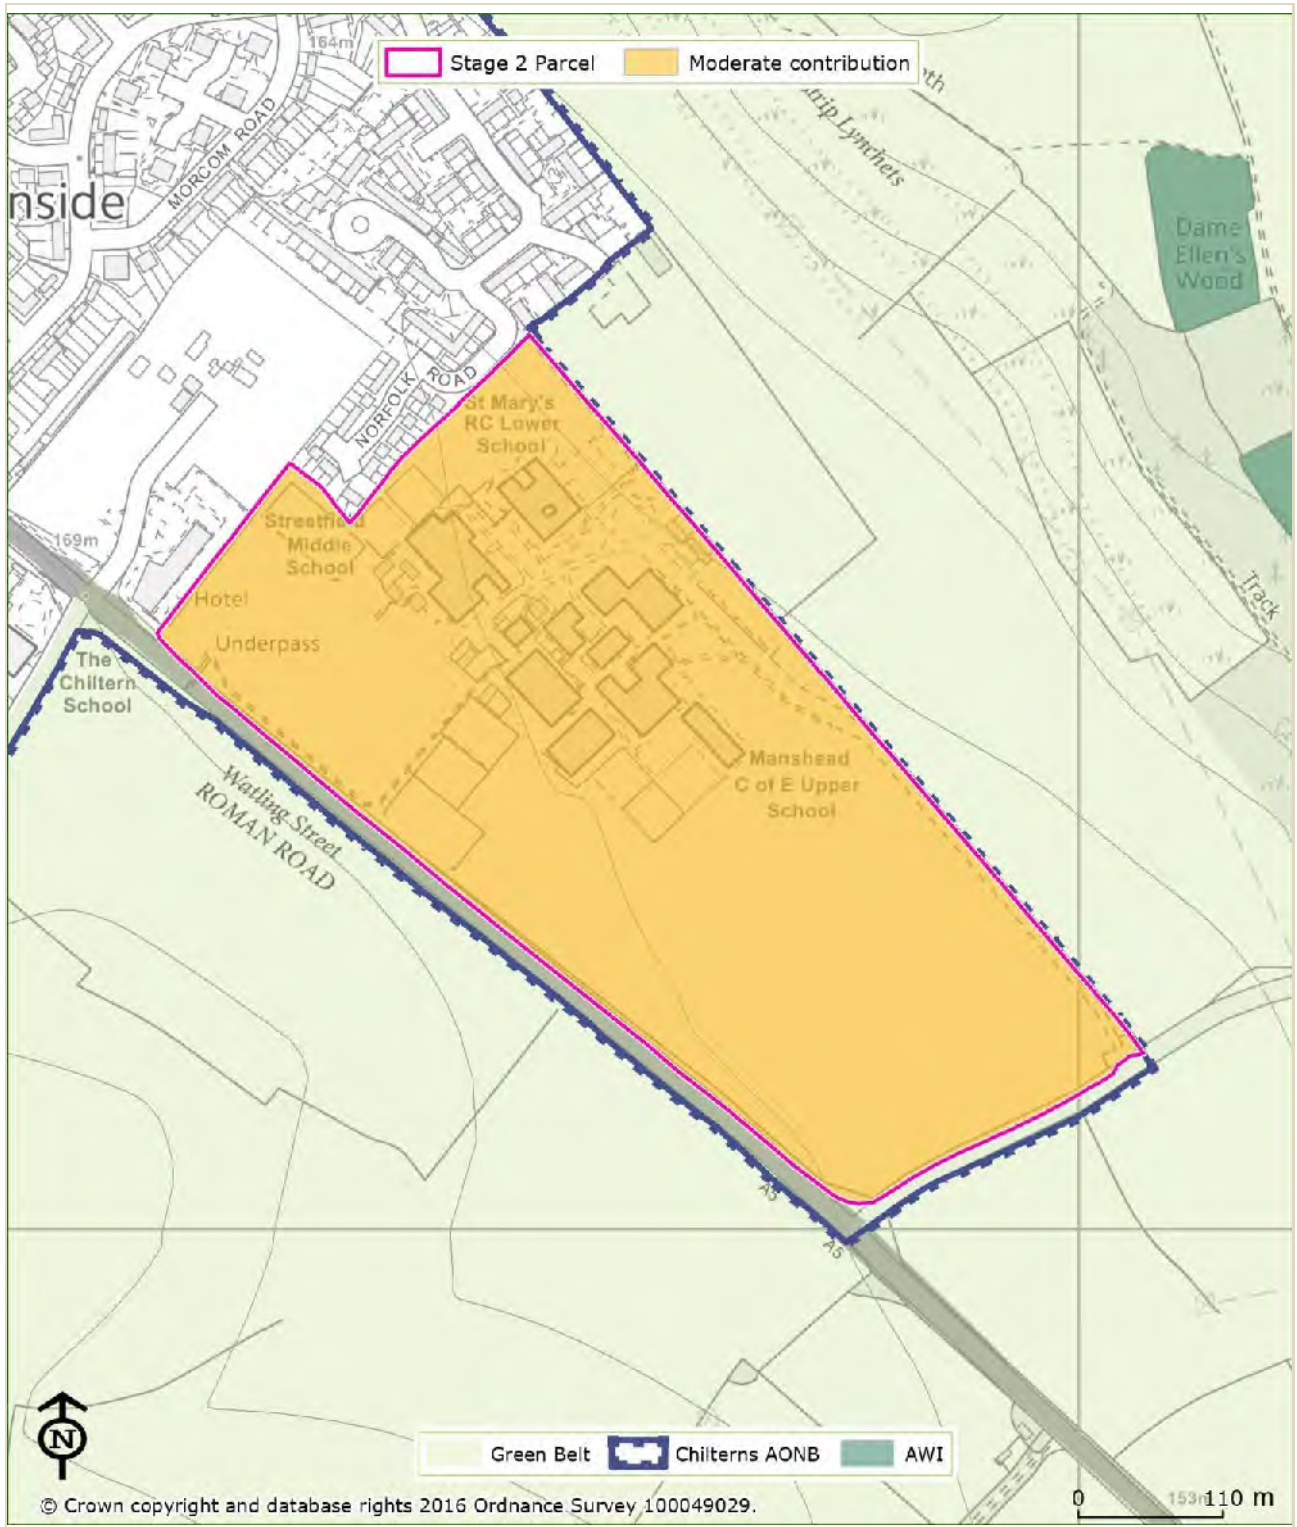 164m
Stage 2 Parcel
Moderate contribution
Strip Lynchets
MORCOM ROAD
nside
Dame
Ellen's
Wood
NORFOLK ROAD
St Mary's
RC Lower
School
Streetfield
Middle
School
169m
Hotel
Underpass
Track
The
Chiltern
School
Manshead
C of E Upper
School
Watling Street
ROMAN ROAD
A5
A5
N
Green Belt
Chilterns AONB
AWI
© Crown copyright and database rights 2016 Ordnance Survey 100049029.
0
110 m